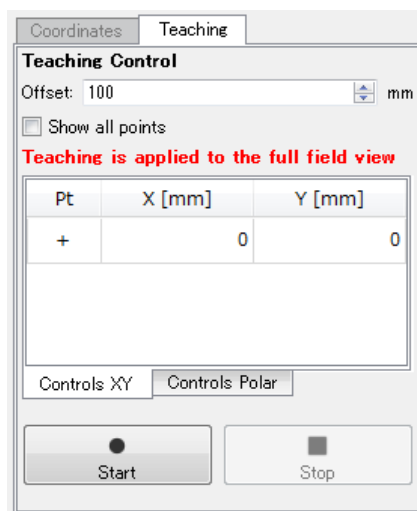 Coordinates Teaching
Teaching Control
Offset: 100 mm
Show all points
Teaching is applied to the full field view
Pt X [mm] Y [mm]
+ 0 0
Controls XY Controls Polar
Start Stop